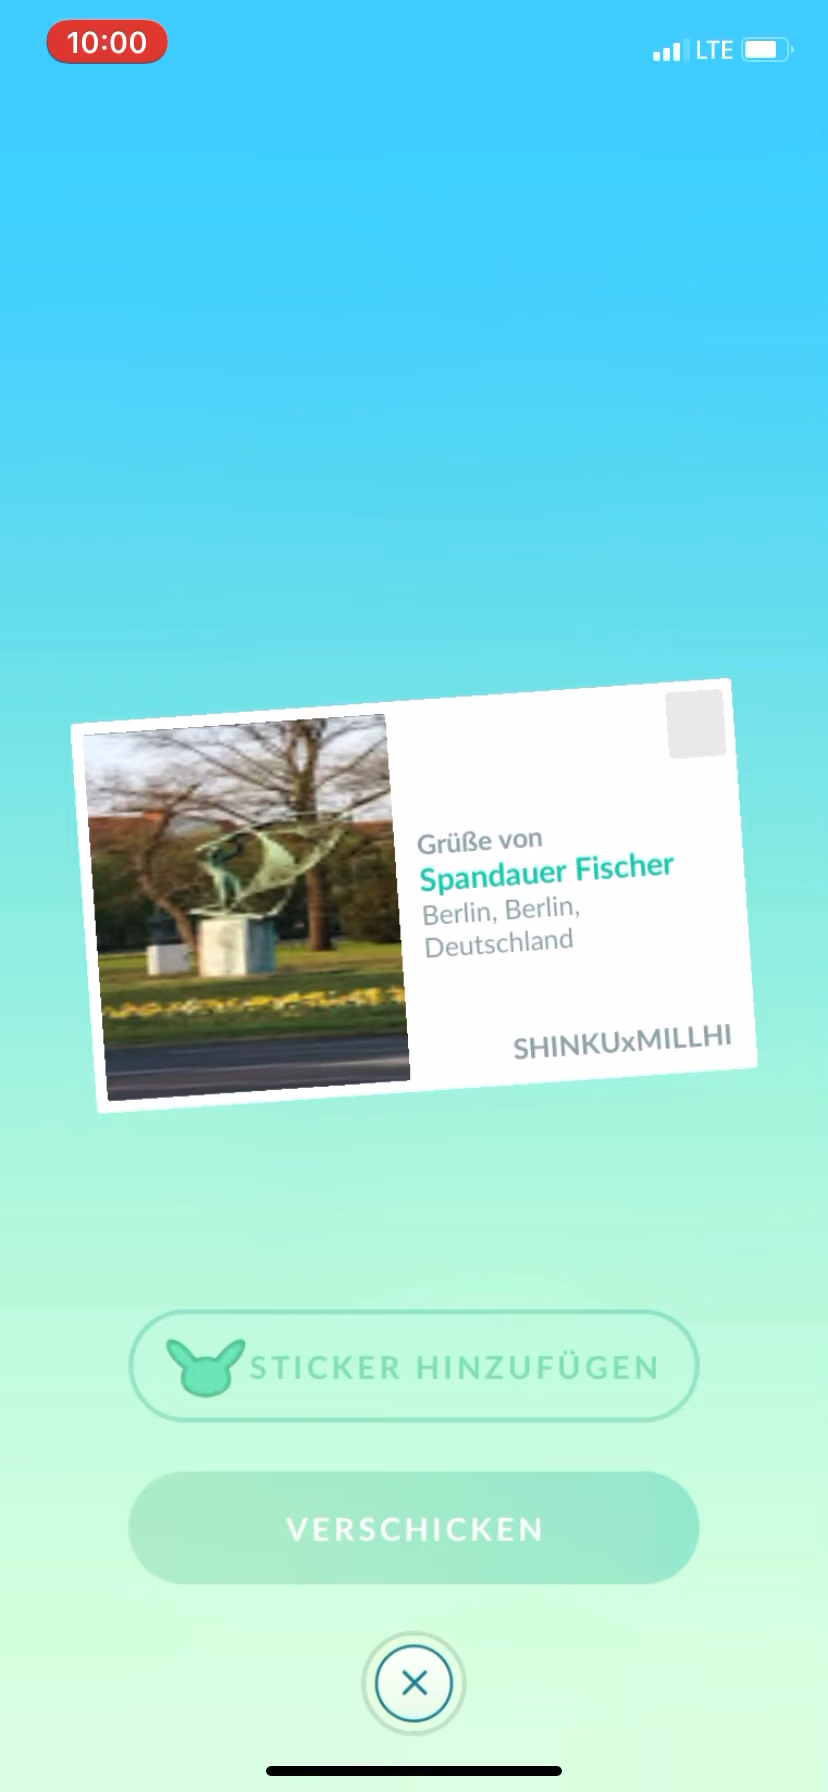 10:00
LTE
Grüße von
Spandauer Fischer
Berlin, Berlin,
Deutschland
SHINKUxMILLHI
STICKER HINZUFÜGEN
VERSCHICKEN